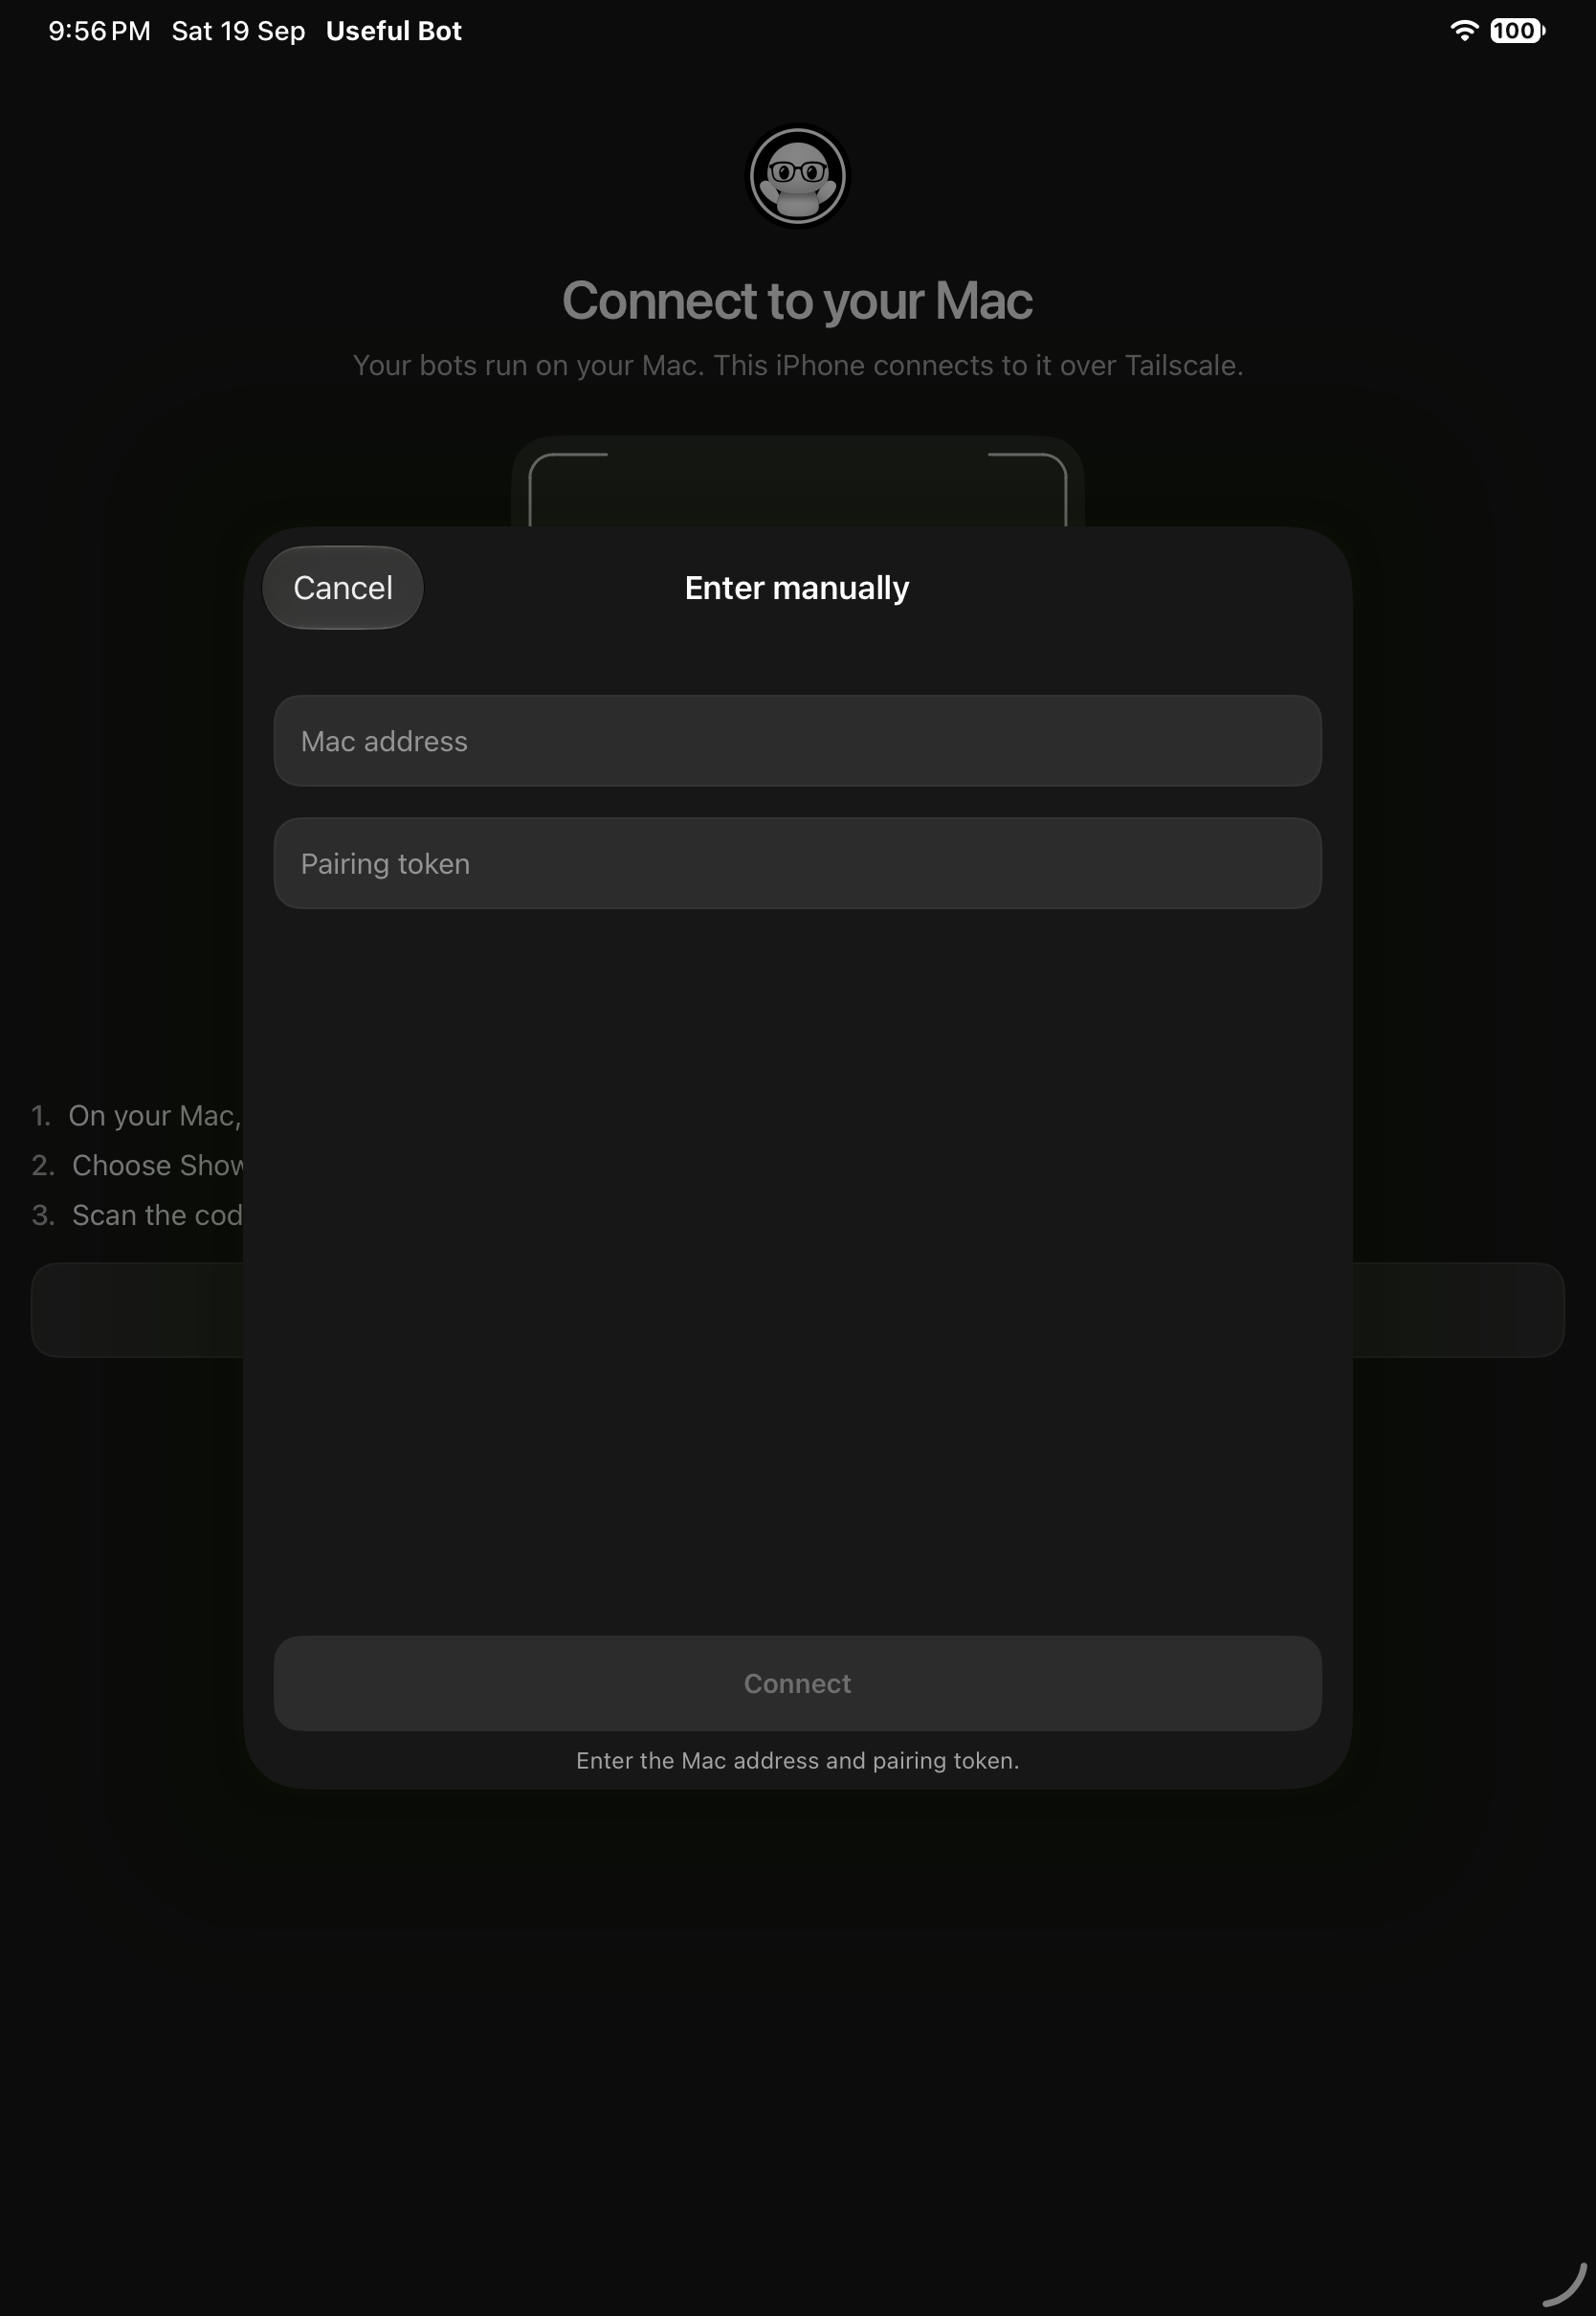 9:56 PM Sat 19 Sep Useful Bot 100
Connect to your Mac
Your bots run on your Mac. This iPhone connects to it over Tailscale.
Cancel
Enter manually
Mac address
Pairing token
1. On your Mac,
2. Choose Show
3. Scan the cod
Connect
Enter the Mac address and pairing token.